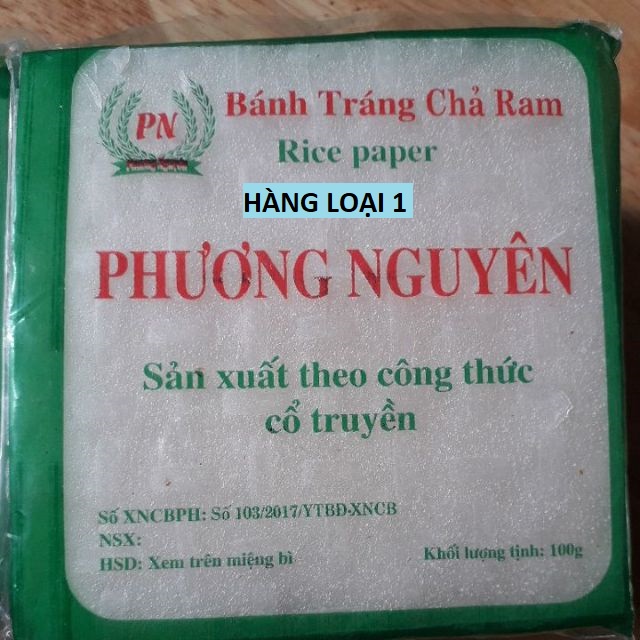 PN
Bánh Tráng Chả Ram
Rice paper
HÀNG LOẠI 1
PHƯƠNG NGUYÊN
Sản xuất theo công thức
cổ truyền
Số XNCBPH: Số 103/2017/YTBĐ-XNCB
NSX:
HSD: Xem trên miệng bì
Khối lượng tịnh: 100g